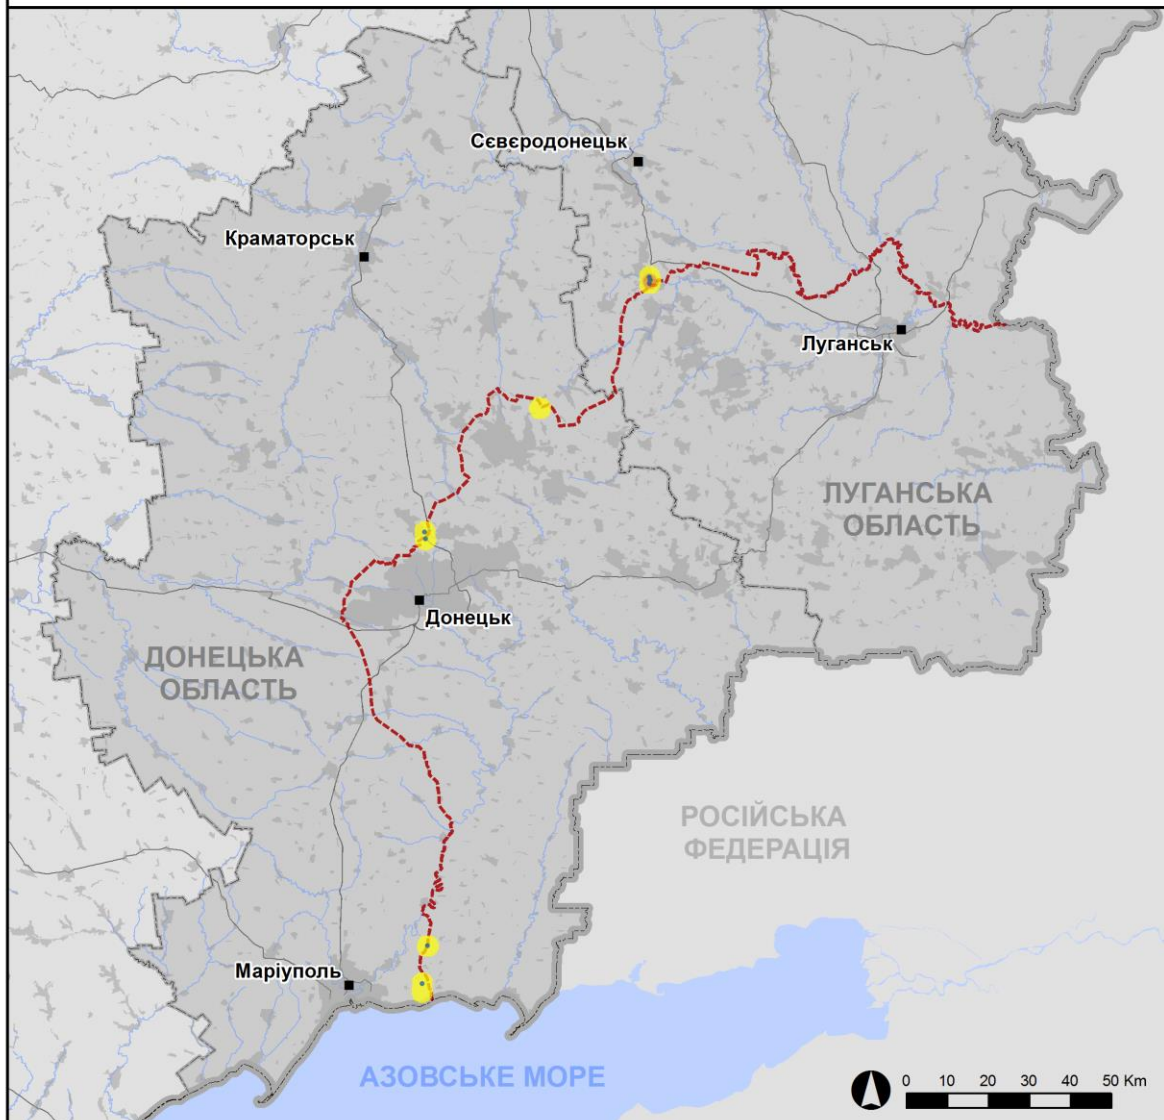 Сєвєродонецьк
Краматорськ
Луганськ
ЛУГАНСЬКА
ОБЛАСТЬ
Донецьк
ДОНЕЦЬКА
ОБЛАСТЬ
РОСІЙСЬКА
ФЕДЕРАЦІЯ
Маріуполь
АЗОВСЬКЕ МОРЕ
0 10 20 30 40 50 Km